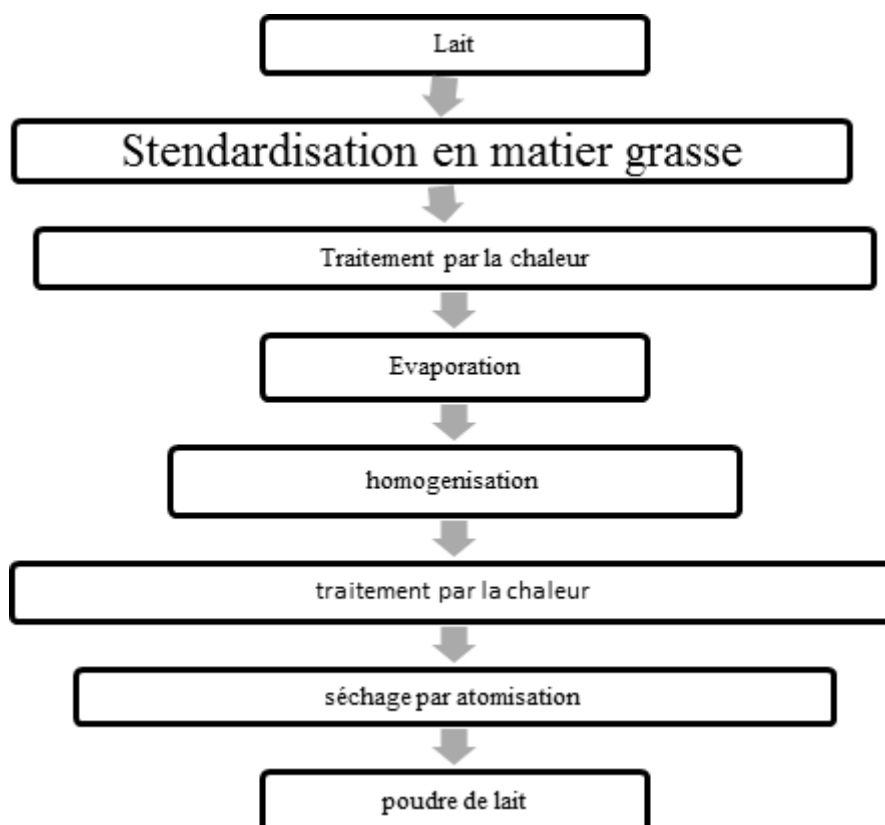 Lait
Stendardisation en matier grasse
Traitement par la chaleur
Evaporation
homogenisation
traitement par la chaleur
séchage par atomisation
poudre de lait